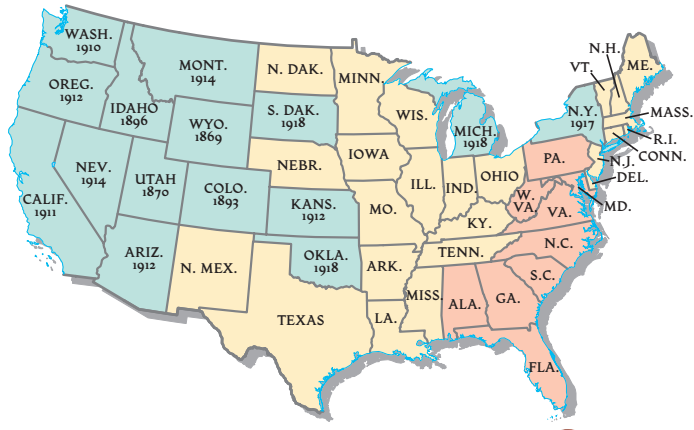 WASH.
1910
MONT.
1914
N. DAK.
MINN.
VT.
N.H.
ME.
OREG.
1912
IDAHO
1896
WYO.
1869
S. DAK.
1918
WIS.
MICH.
1918
N.Y.
1917
MASS.
R.I.
CONN.
N.J.
DEL.
MD.
NEV.
1914
UTAH
1870
COLO.
1893
NEBR.
IOWA
ILL.
IND.
OHIO
PA.
W.
VA.
VA.
CALIF.
1911
KANS.
1912
MO.
KY.
N.C.
ARIZ.
1912
N. MEX.
OKLA.
1918
ARK.
TENN.
S.C.
TEXAS
LA.
MISS.
ALA.
GA.
FLA.